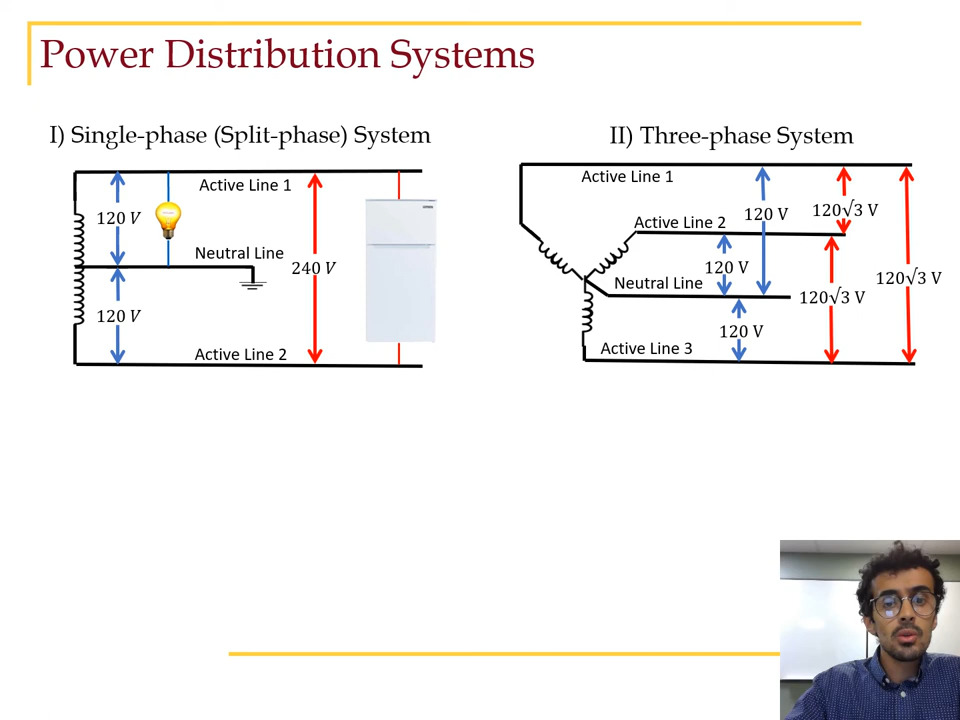 Power Distribution Systems
I) Single-phase (Split-phase) System
Active Line 1
120 V
Neutral Line
240 V
120 V
Active Line 2
II) Three-phase System
Active Line 1
120 V
120√3 V
Active Line 2
120 V
120√3 V
Neutral Line
120√3 V
120 V
Active Line 3